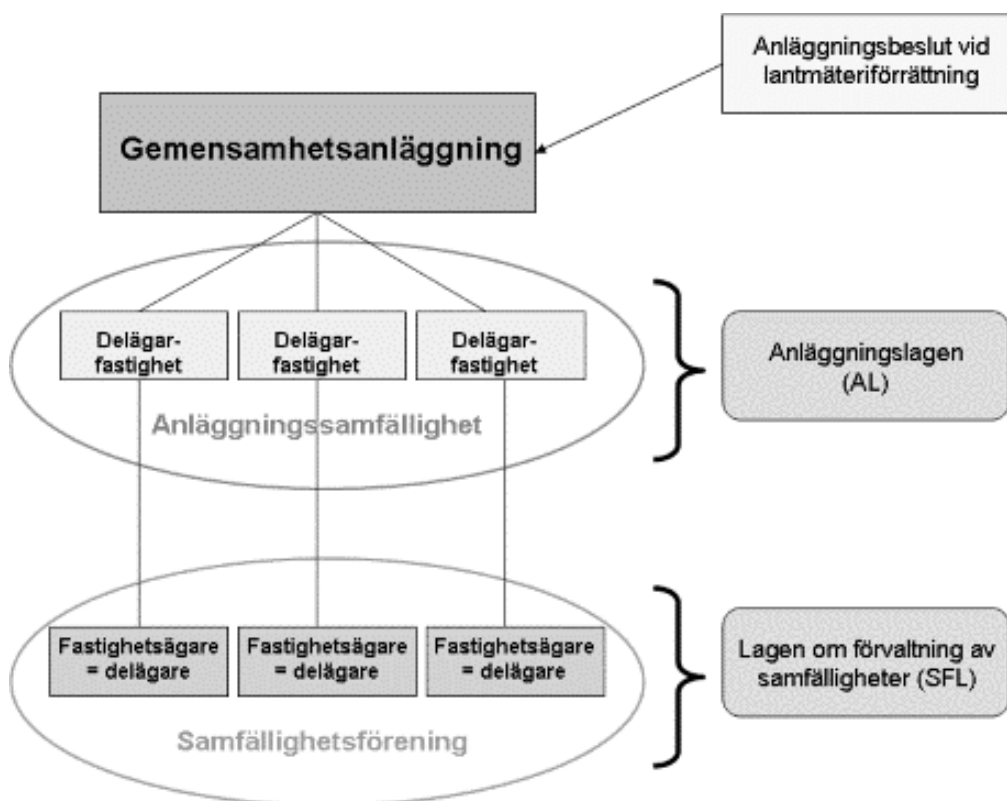 Anläggningsbeslut vid
lantmäteriförrättning
Gemensamhetsanläggning
Delägar-
fastighet
Delägar-
fastighet
Delägar-
fastighet
Anläggningssamfällighet
Anläggningslagen
(AL)
Fastighetsägare
= delägare
Fastighetsägare
= delägare
Fastighetsägare
= delägare
Samfällighetsförening
Lagen om förvaltning av
samfälligheter (SFL)